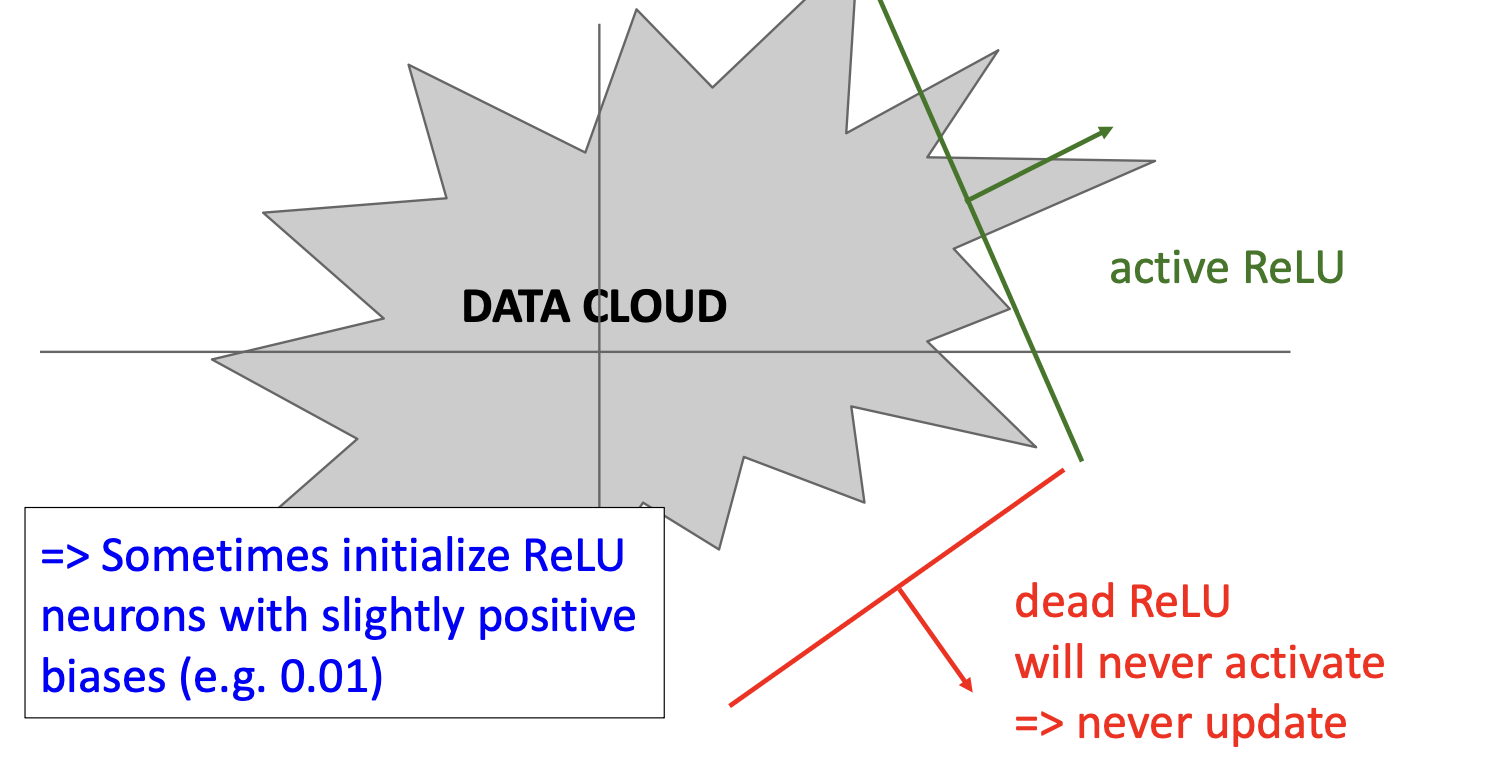 DATA CLOUD
active ReLU
=> Sometimes initialize ReLU
neurons with slightly positive
biases (e.g. 0.01)
dead ReLU
will never activate
=> never update